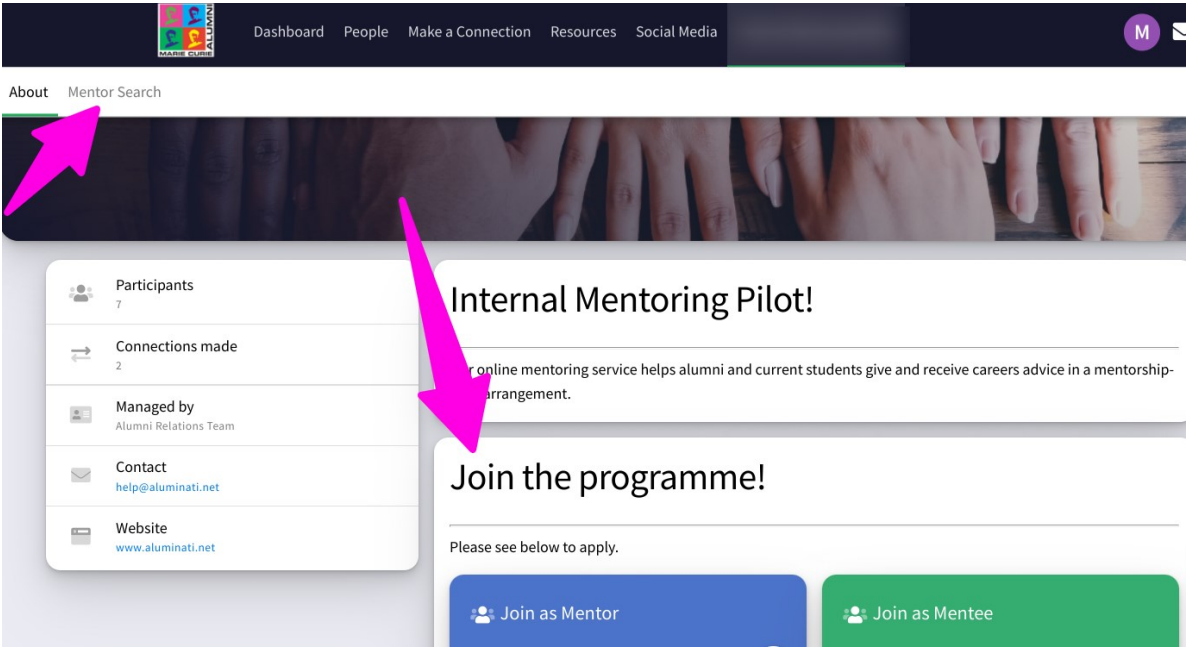 MARIE CURIE ALUMNI
Dashboard People Make a Connection Resources Social Media
M
About Mentor Search
Participants
7
Connections made
2
Managed by
Alumni Relations Team
Contact
help@aluminati.net
Website
www.aluminati.net
Internal Mentoring Pilot!
online mentoring service helps alumni and current students give and receive careers advice in a mentorship-
arrangement.
Join the programme!
Please see below to apply.
Join as Mentor
Join as Mentee